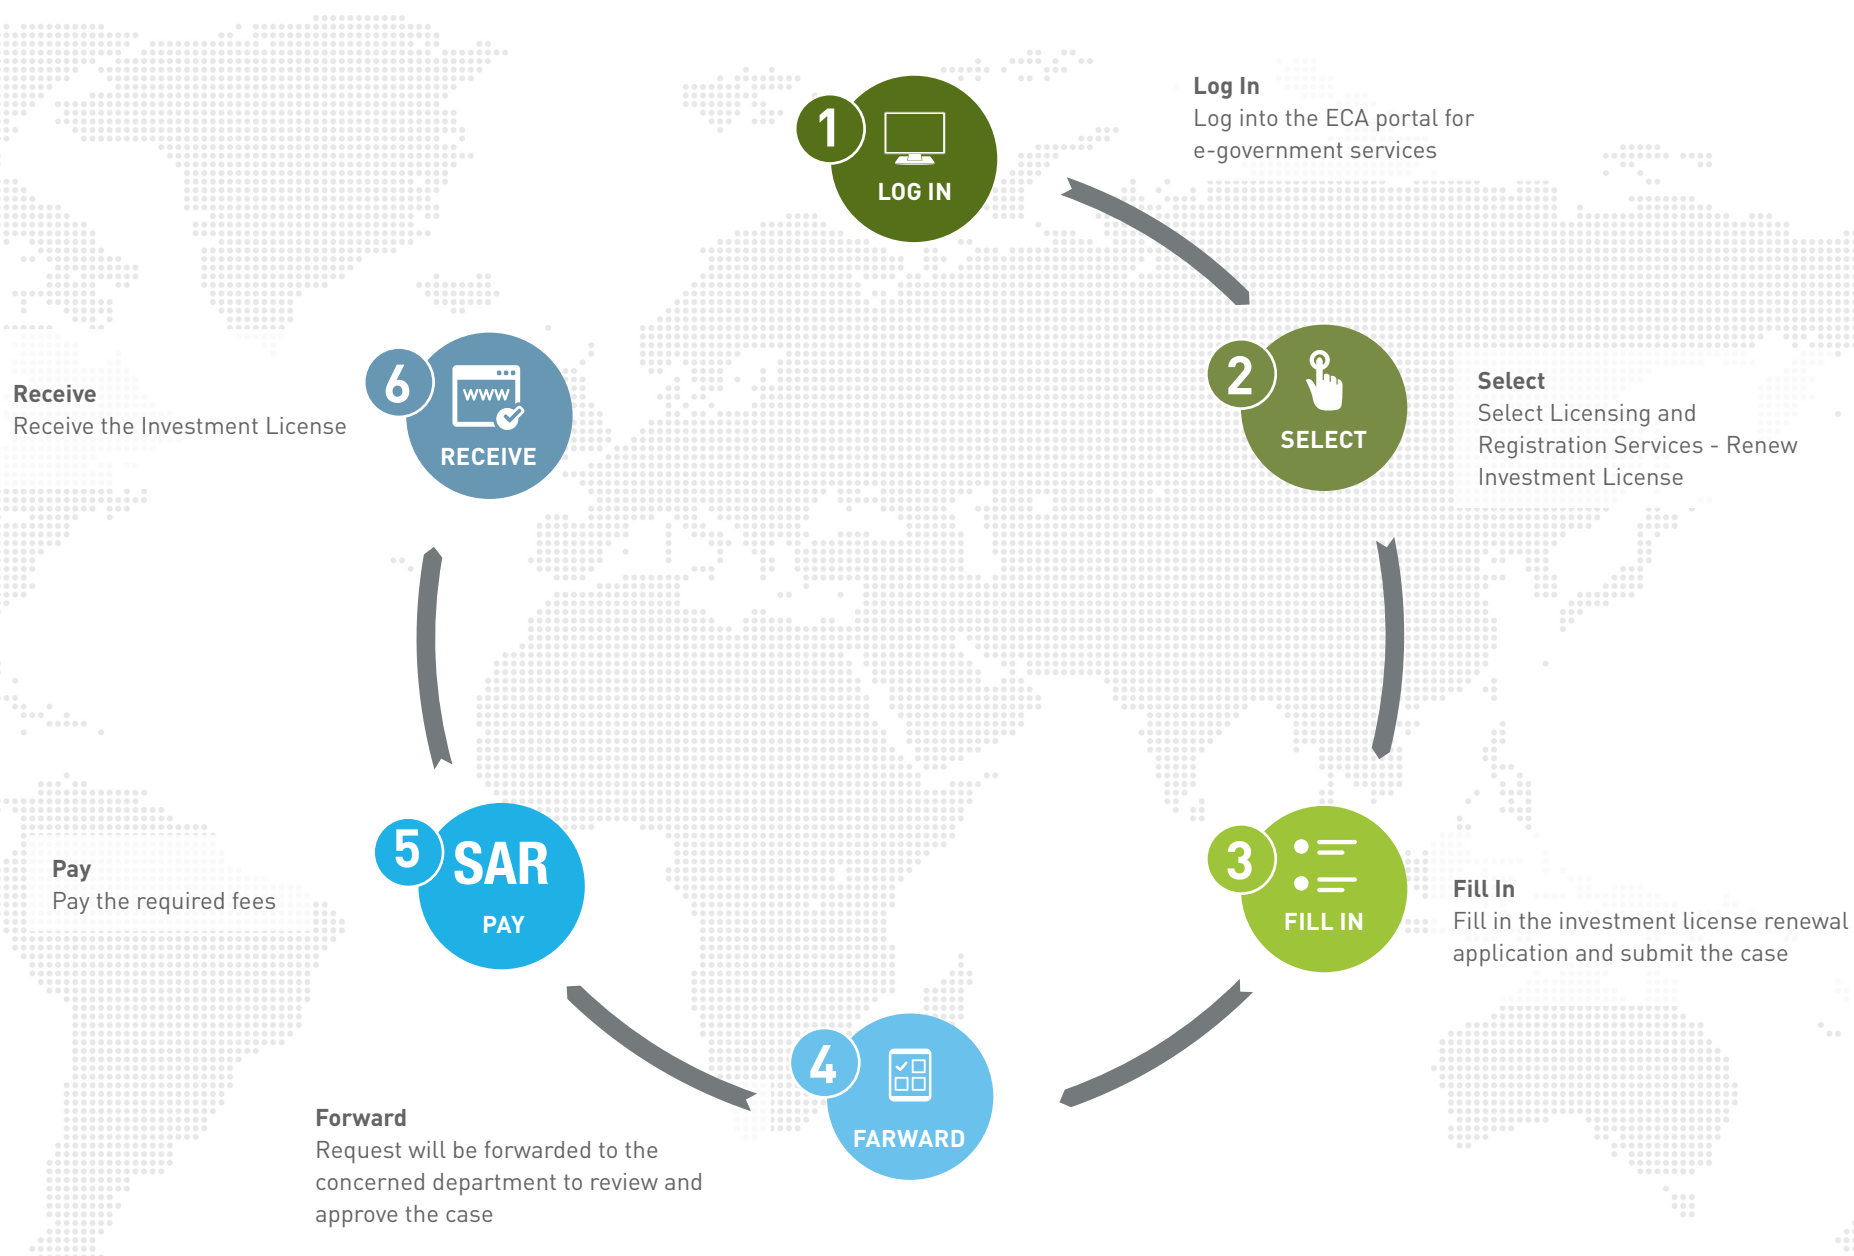 1
LOG IN
Log In
Log into the ECA portal for
e-government services
2
SELECT
Select
Select Licensing and
Registration Services - Renew
Investment License
3
FILL IN
Fill In
Fill in the investment license renewal
application and submit the case
4
FARWARD
Forward
Request will be forwarded to the
concerned department to review and
approve the case
5
SAR
PAY
Pay
Pay the required fees
6
WWW
RECEIVE
Receive
Receive the Investment License